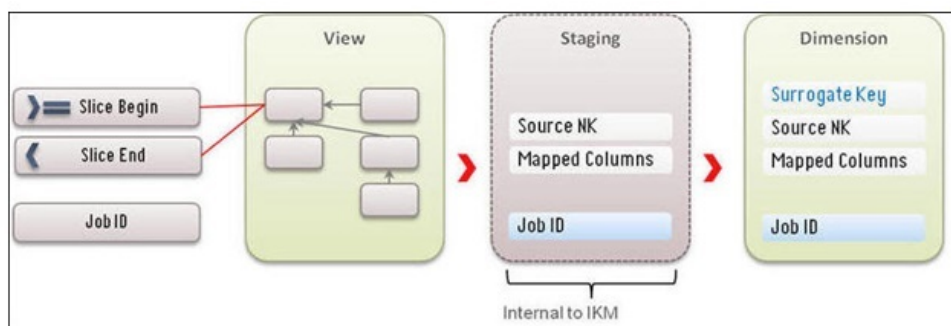 View
Staging
Dimension
Slice Begin
Slice End
Job ID
Source NK
Mapped Columns
Job ID
Surrogate Key
Source NK
Mapped Columns
Job ID
Internal to IKM